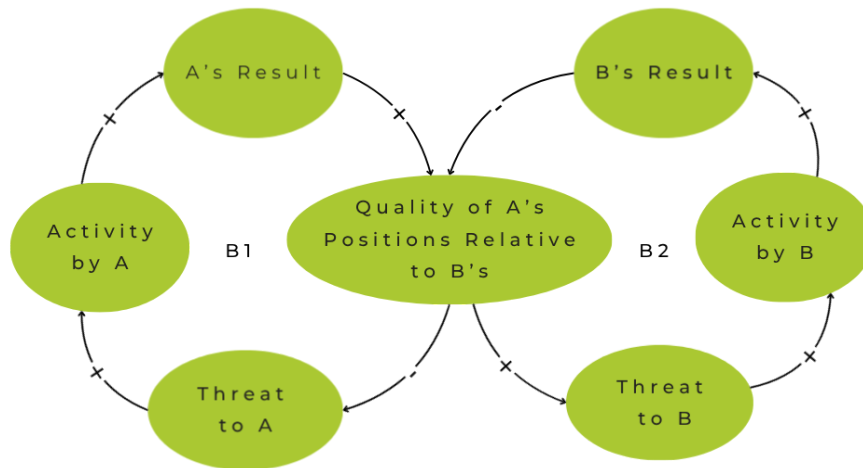 A's Result
B's Result
Quality of A's
Positions Relative
to B's
Activity
by A
B1
B2
Activity
by B
Threat
to A
Threat
to B
+
+
-
+
+
-
+
+